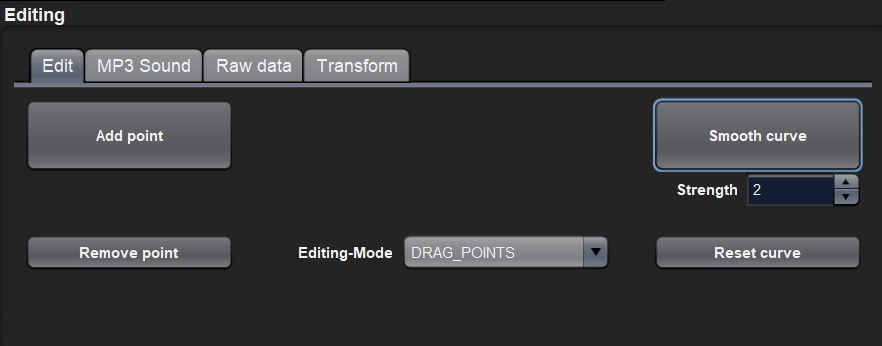 Editing
Edit MP3 Sound Raw data Transform
Add point Smooth curve
Strength 2
Remove point Editing-Mode DRAG_POINTS Reset curve